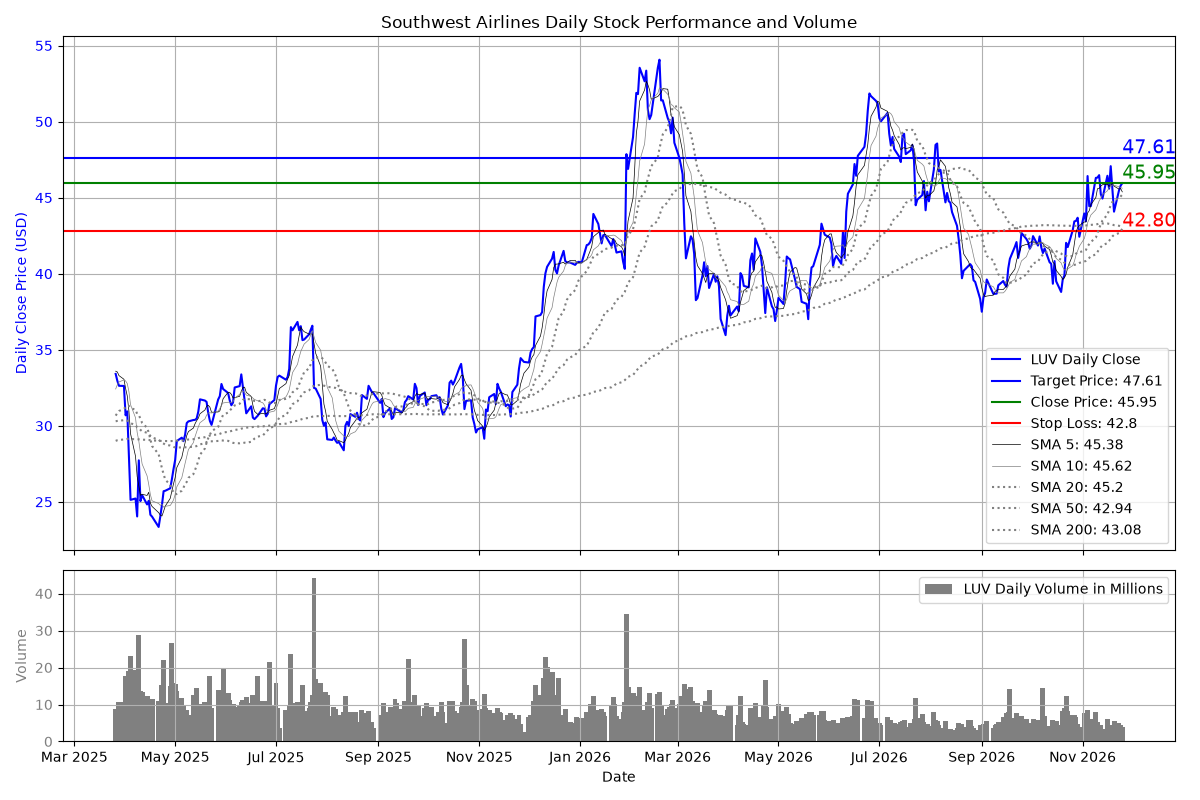 Southwest Airlines Daily Stock Performance and Volume
Daily Close Price (USD)
55
50
45
40
35
30
25
47.61
45.95
42.80
LUV Daily Close
Target Price: 47.61
Close Price: 45.95
Stop Loss: 42.8
SMA 5: 45.38
SMA 10: 45.62
SMA 20: 45.2
SMA 50: 42.94
SMA 200: 43.08
Volume
40
30
20
10
0
LUV Daily Volume in Millions
Mar 2025 May 2025 Jul 2025 Sep 2025 Nov 2025 Jan 2026 Mar 2026 May 2026 Jul 2026 Sep 2026 Nov 2026
Date